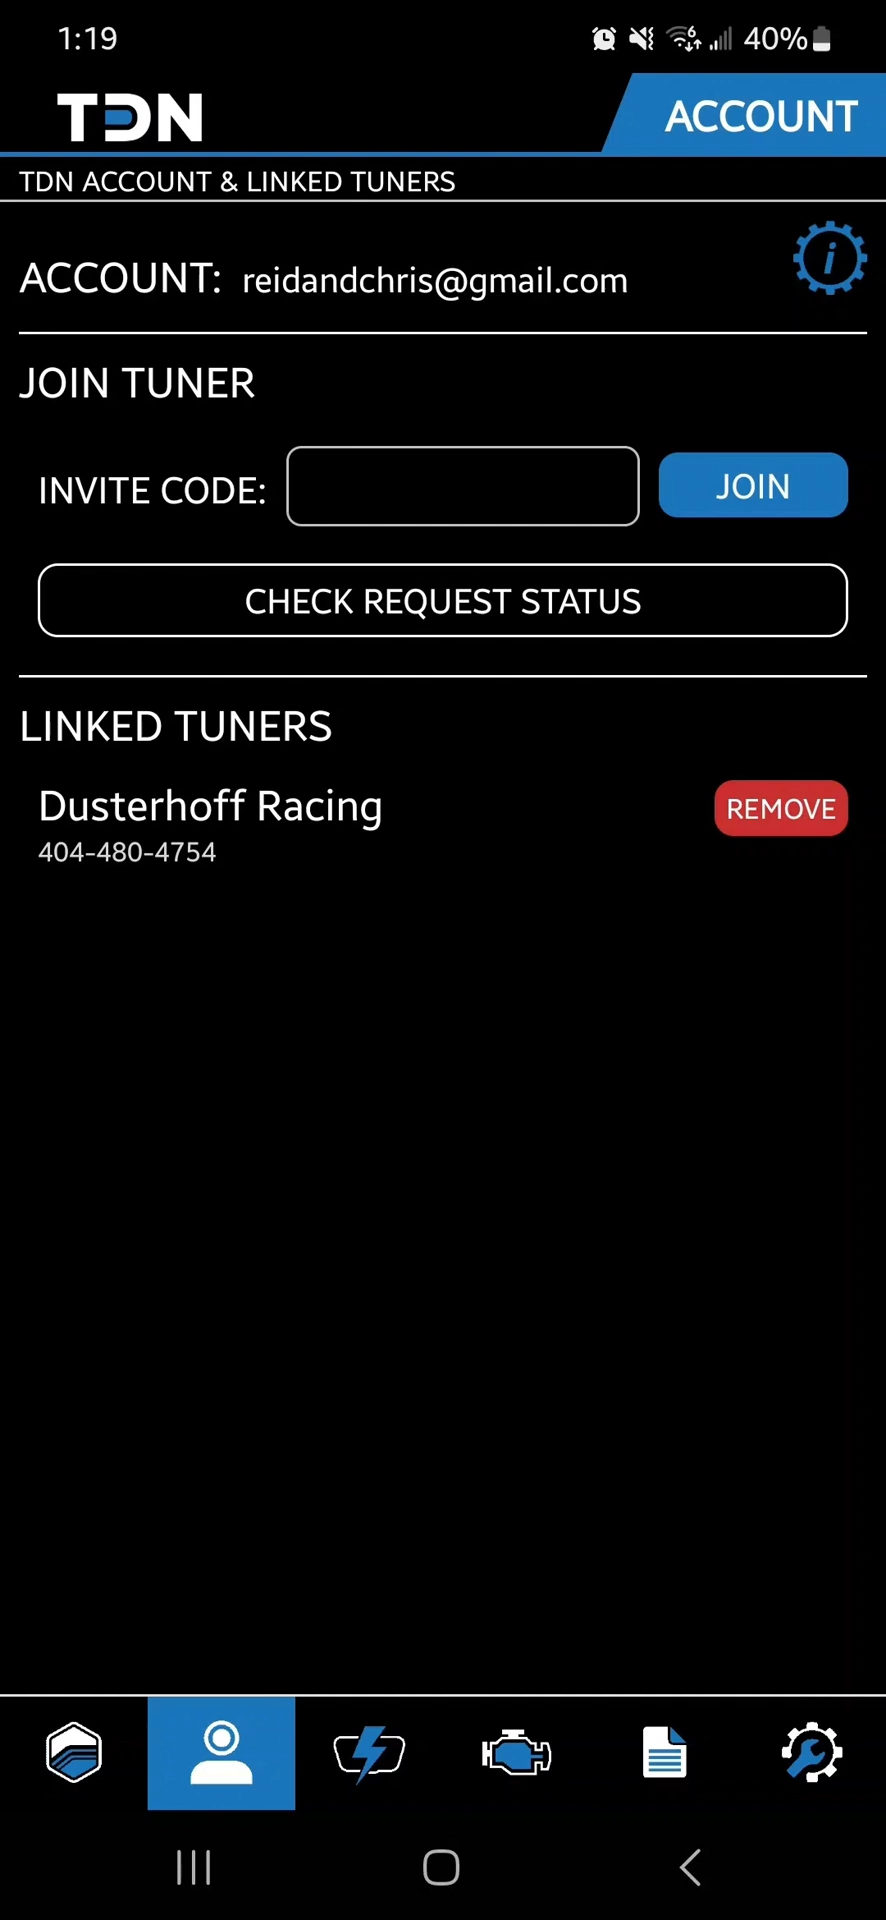 1:19
6
40%
TDN
ACCOUNT
TDN ACCOUNT & LINKED TUNERS
ACCOUNT: reidandchris@gmail.com
i
JOIN TUNER
INVITE CODE:
JOIN
CHECK REQUEST STATUS
LINKED TUNERS
Dusterhoff Racing
REMOVE
404-480-4754